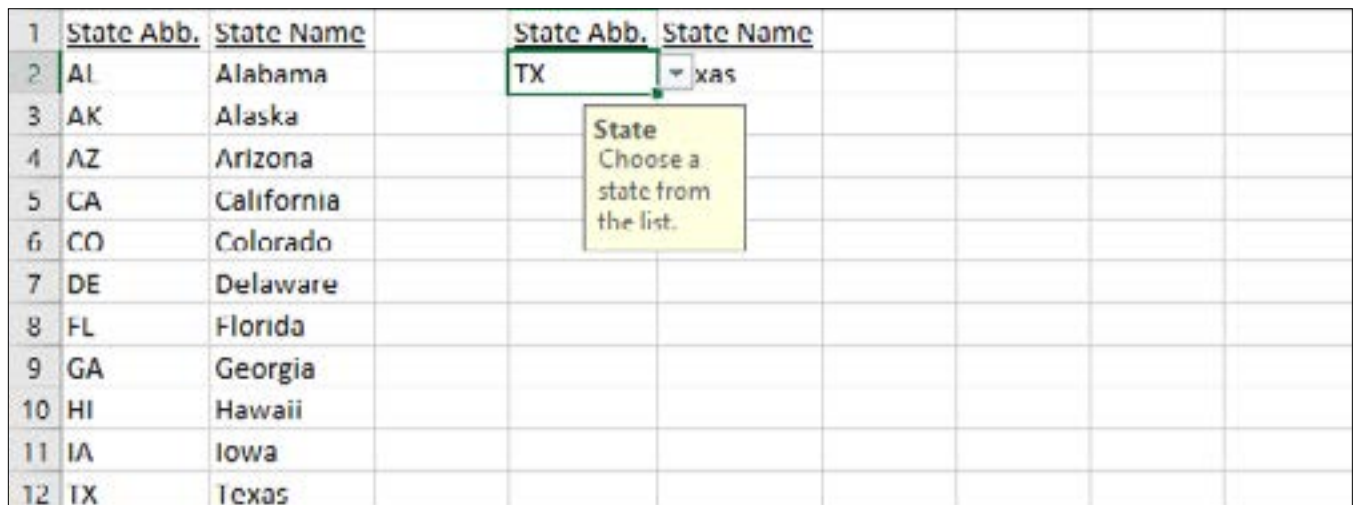 1 State Abb. State Name State Abb. State Name
2 AL Alabama TX xas
3 AK Alaska
4 AZ Arizona
5 CA California
6 CO Colorado
7 DE Delaware
8 FL Florida
9 GA Georgia
10 HI Hawaii
11 IA Iowa
12 TX Texas
State
Choose a
state from
the list.